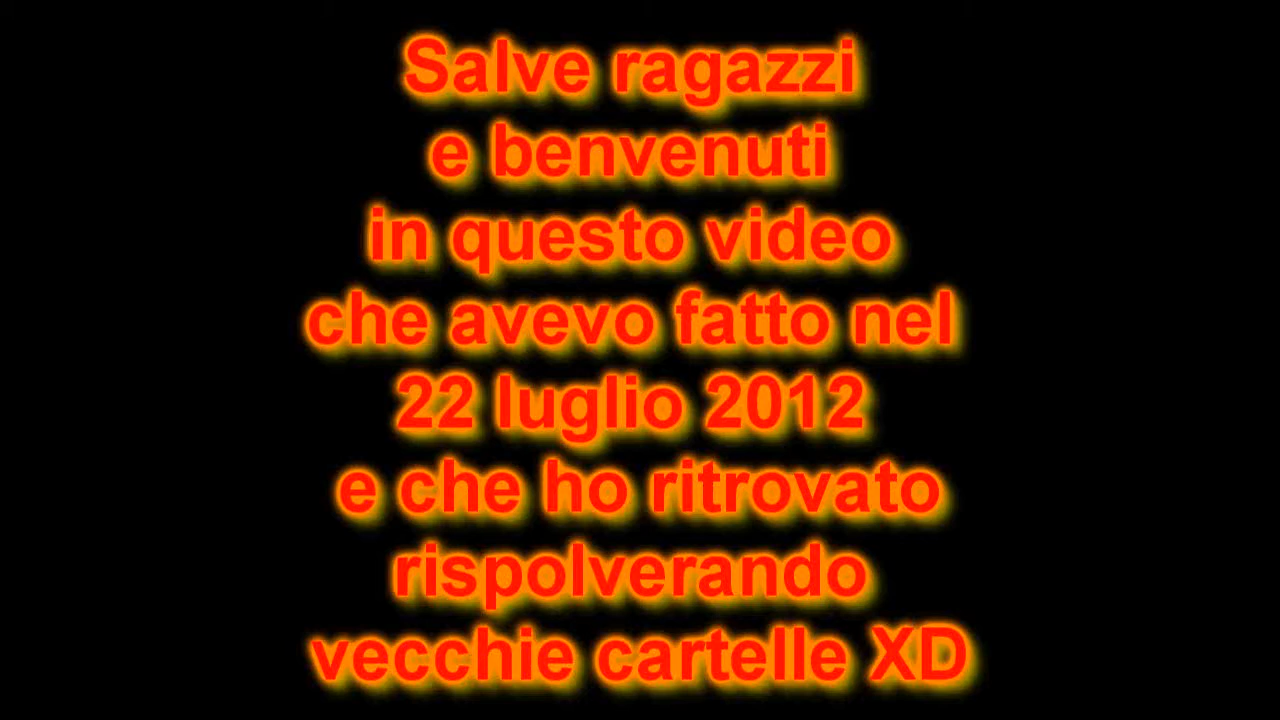 Salve ragazzi
e benvenuti
in questo video
che avevo fatto nel
22 luglio 2012
e che ho ritrovato
rispolverando
vecchie cartelle XD